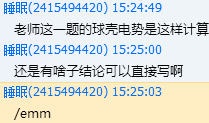 睡眠(2415494420) 15:24:49
老师这一题的球壳电势是这样计算
睡眠(2415494420) 15:25:00
还是有啥子结论可以直接写啊
睡眠(2415494420) 15:25:03
/emm